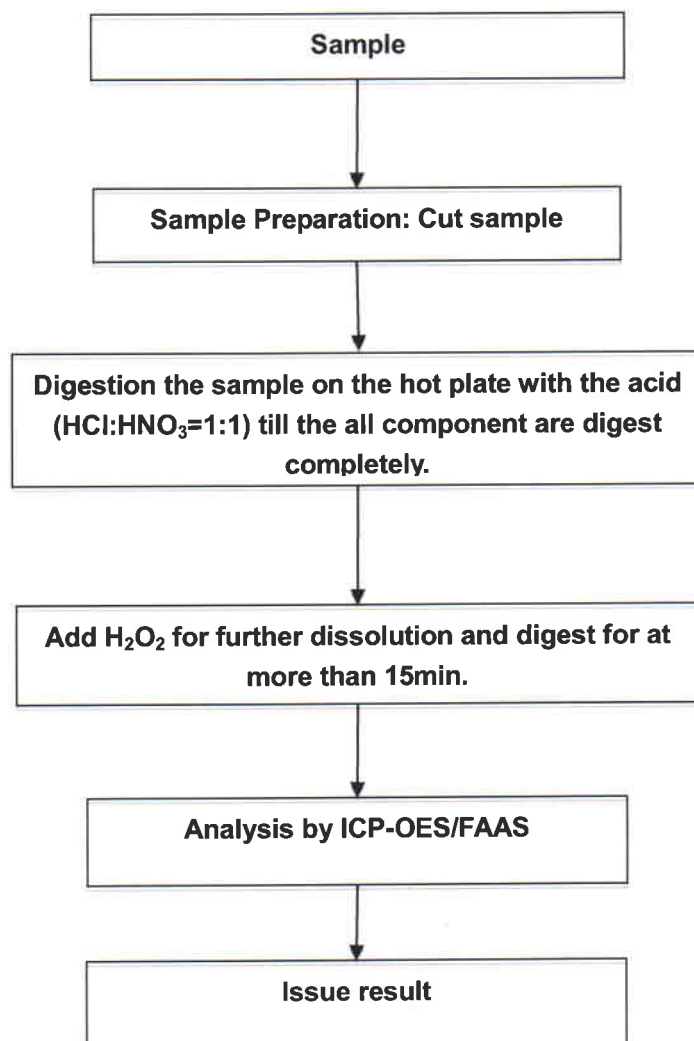 Sample
Sample Preparation: Cut sample
Digestion the sample on the hot plate with the acid
(HCl:HNO₃=1:1) till the all component are digest
completely.
Add H₂O₂ for further dissolution and digest for at
more than 15min.
Analysis by ICP-OES/FAAS
Issue result